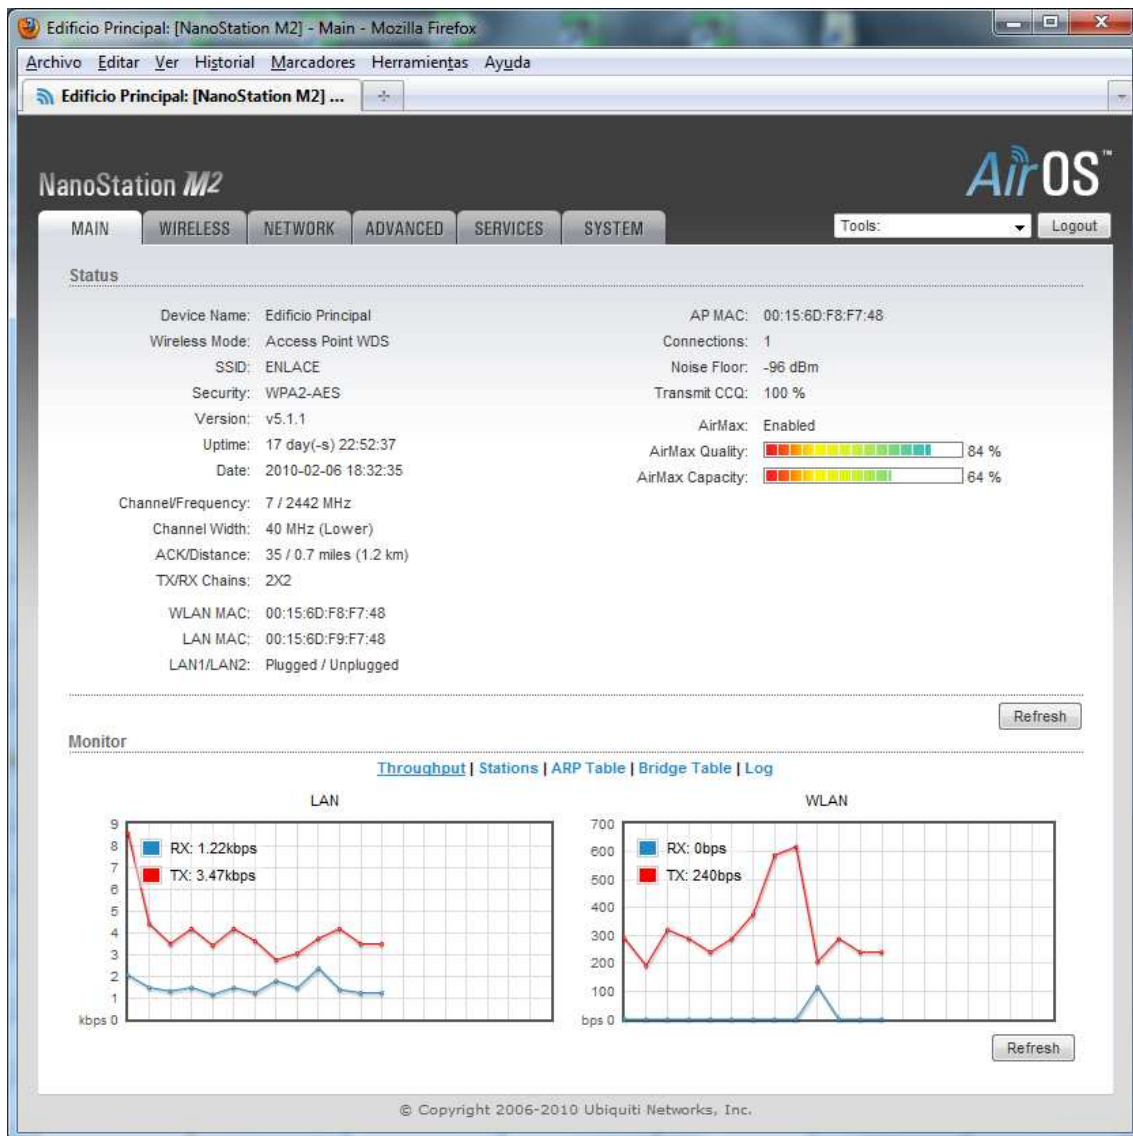 Edificio Principal: [NanoStation M2] - Main - Mozilla Firefox
Archivo Editar Ver Historial Marcadores Herramientas Ayuda
Edificio Principal: [NanoStation M2] ...
NanoStation M2
AirOS™
MAIN WIRELESS NETWORK ADVANCED SERVICES SYSTEM Tools: Logout
Status
Device Name: Edificio Principal
Wireless Mode: Access Point WDS
SSID: ENLACE
Security: WPA2-AES
Version: v5.1.1
Uptime: 17 day(-s) 22:52:37
Date: 2010-02-06 18:32:35
Channel/Frequency: 7 / 2442 MHz
Channel Width: 40 MHz (Lower)
ACK/Distance: 35 / 0.7 miles (1.2 km)
TX/RX Chains: 2X2
WLAN MAC: 00:15:6D:F8:F7:48
LAN MAC: 00:15:6D:F9:F7:48
LAN1/LAN2: Plugged / Unplugged
AP MAC: 00:15:6D:F8:F7:48
Connections: 1
Noise Floor: -96 dBm
Transmit CCQ: 100 %
AirMax: Enabled
AirMax Quality: 84 %
AirMax Capacity: 64 %
Refresh
Monitor
Throughput | Stations | ARP Table | Bridge Table | Log
LAN
9
8
7
6
5
4
3
2
1
kbps 0
RX: 1.22kbps
TX: 3.47kbps
WLAN
700
600
500
400
300
200
100
bps 0
RX: 0bps
TX: 240bps
Refresh
© Copyright 2006-2010 Ubiquiti Networks, Inc.